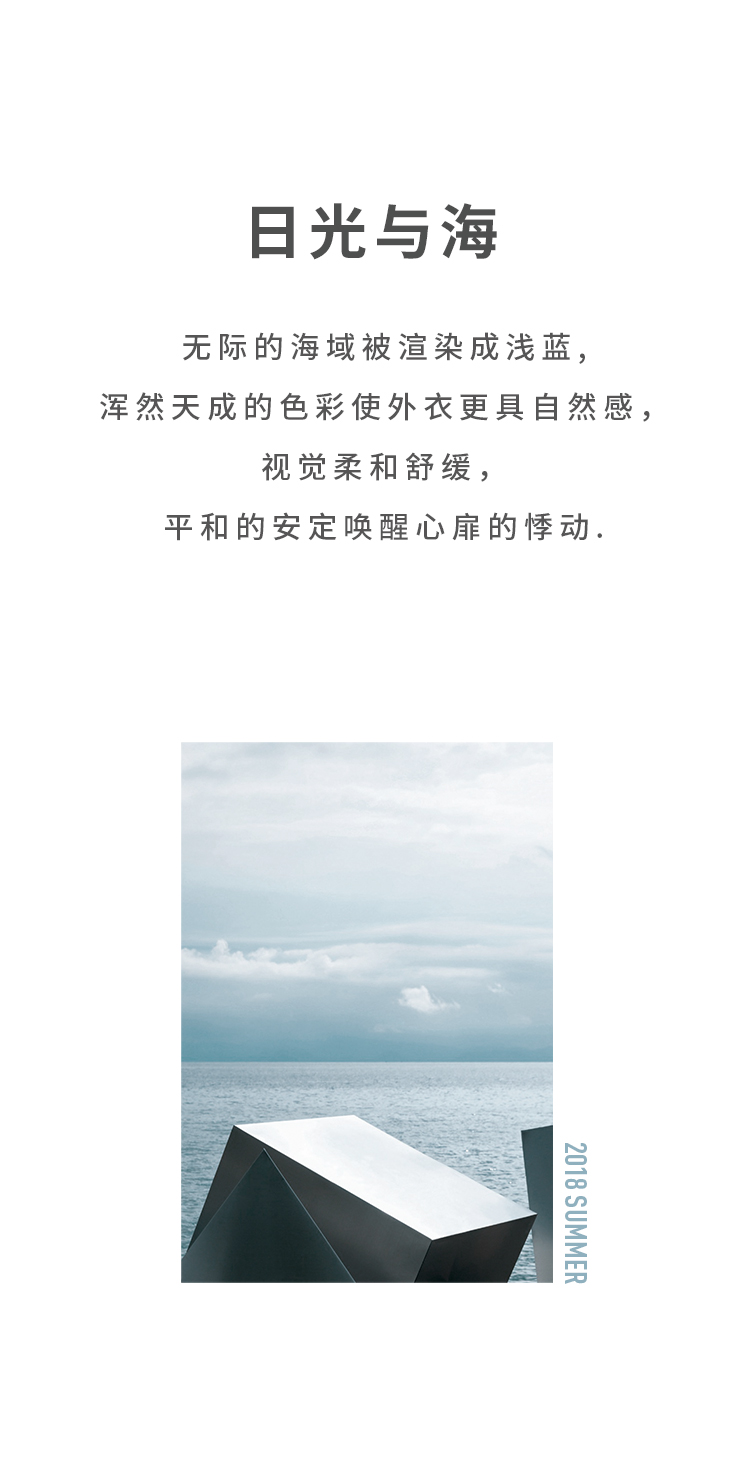 日光与海
无际的海域被渲染成浅蓝，
浑然天成的色彩使外衣更具自然感，
视觉柔和舒缓，
平和的安定唤醒心扉的悸动.
2018 SUMMER